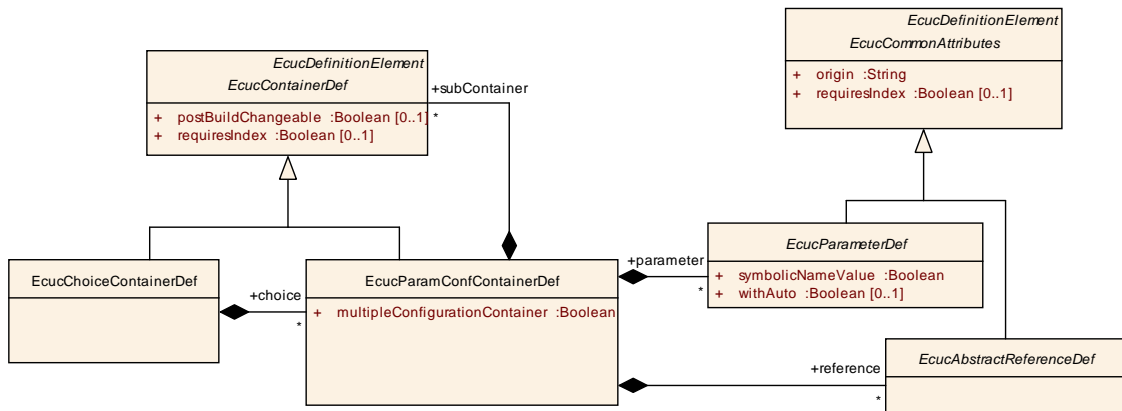 EcucDefinitionElement
EcucCommonAttributes
+ origin :String
+ requiresIndex :Boolean [0..1]
EcucDefinitionElement
EcucContainerDef
+ postBuildChangeable :Boolean [0..1]
+ requiresIndex :Boolean [0..1]
+subContainer
*
EcucChoiceContainerDef
+choice
*
EcucParamConfContainerDef
+ multipleConfigurationContainer :Boolean
+parameter
*
EcucParameterDef
+ symbolicNameValue :Boolean
+ withAuto :Boolean [0..1]
+reference
*
EcucAbstractReferenceDef